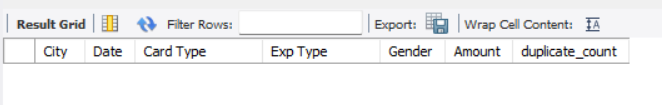 Result Grid Filter Rows: Export: Wrap Cell Content:
City Date Card Type Exp Type Gender Amount duplicate_count